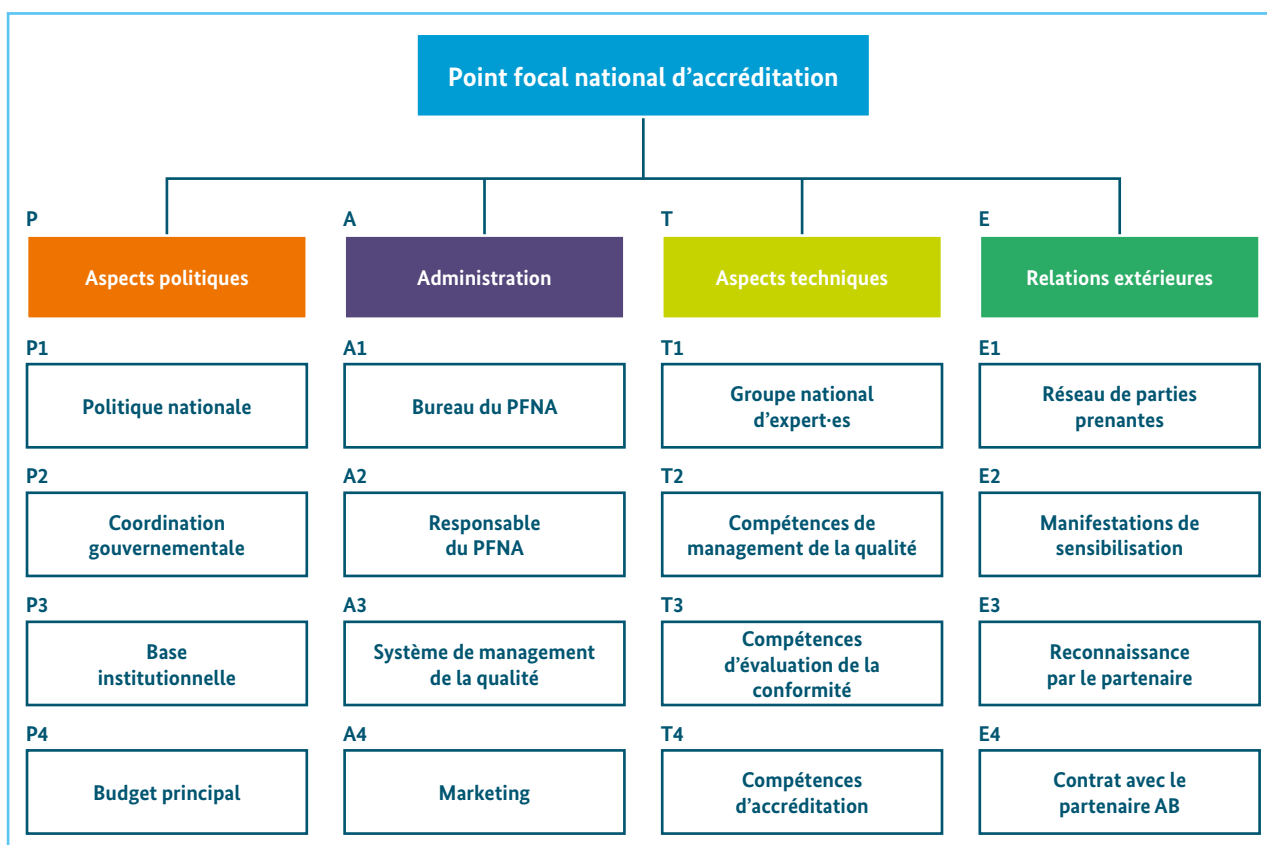 Point focal national d'accréditation
P
Aspects politiques
P1
Politique nationale
P2
Coordination
gouvernementale
P3
Base
institutionnelle
P4
Budget principal
A
Administration
A1
Bureau du PFNA
A2
Responsable
du PFNA
A3
Système de management
de la qualité
A4
Marketing
T
Aspects techniques
T1
Groupe national
d'expert·es
T2
Compétences de
management de la qualité
T3
Compétences
d'évaluation de la
conformité
T4
Compétences
d'accréditation
E
Relations extérieures
E1
Réseau de parties
prenantes
E2
Manifestations de
sensibilisation
E3
Reconnaissance
par le partenaire
E4
Contrat avec le
partenaire AB